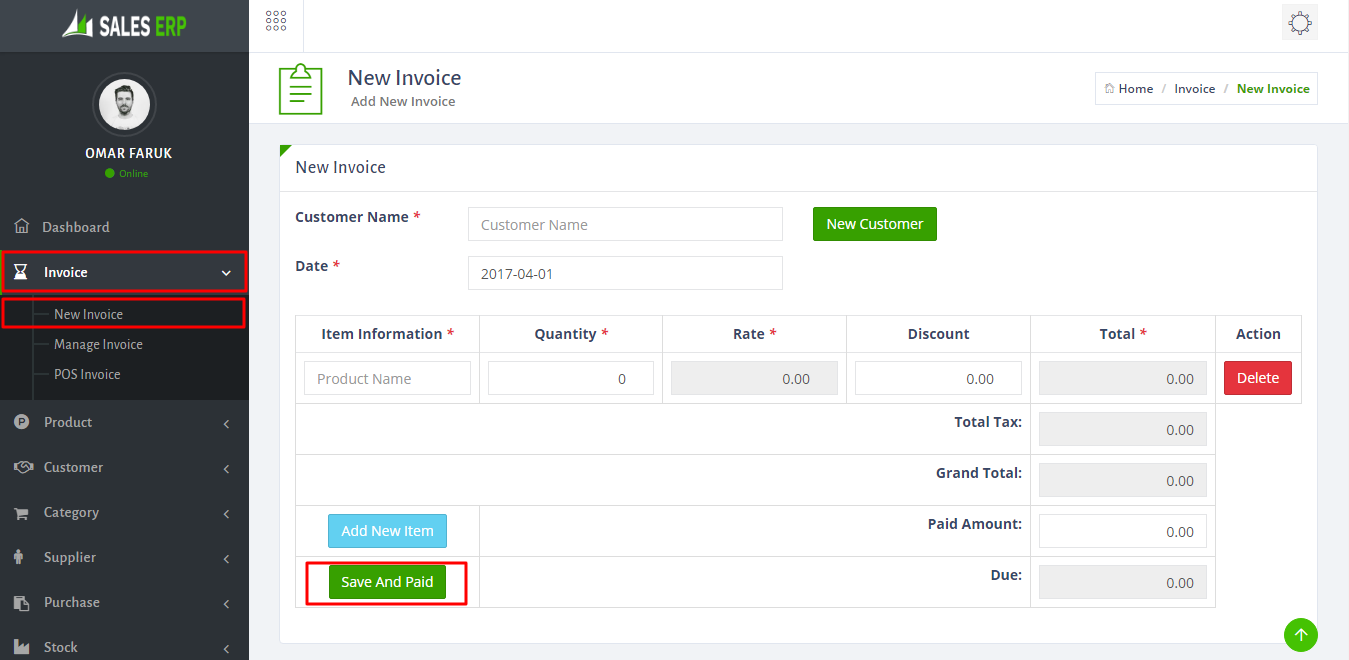 SALES ERP
OMAR FARUK
Online
Dashboard
Invoice
New Invoice
Manage Invoice
POS Invoice
Product
Customer
Category
Supplier
Purchase
Stock
New Invoice
Add New Invoice
Home / Invoice / New Invoice
New Invoice
Customer Name *
Customer Name
New Customer
Date *
2017-04-01
Item Information * Quantity * Rate * Discount Total * Action
Product Name 0 0.00 0.00 0.00 Delete
Total Tax: 0.00
Grand Total: 0.00
Add New Item Paid Amount: 0.00
Save And Paid Due: 0.00